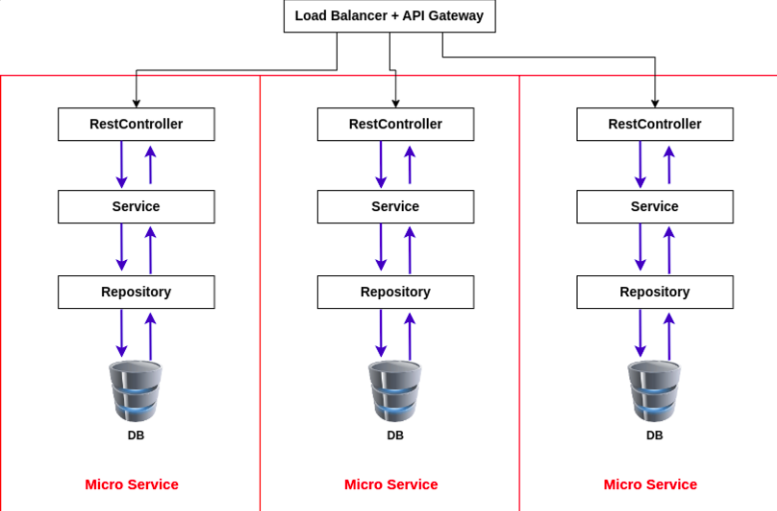 Load Balancer + API Gateway
RestController
RestController
RestController
Service
Service
Service
Repository
Repository
Repository
DB
DB
DB
Micro Service
Micro Service
Micro Service